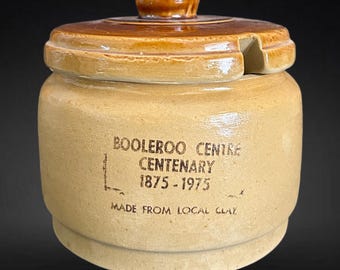 BOOLEROO CENTRE
CENTENARY
1875-1975
MADE FROM LOCAL CLAY